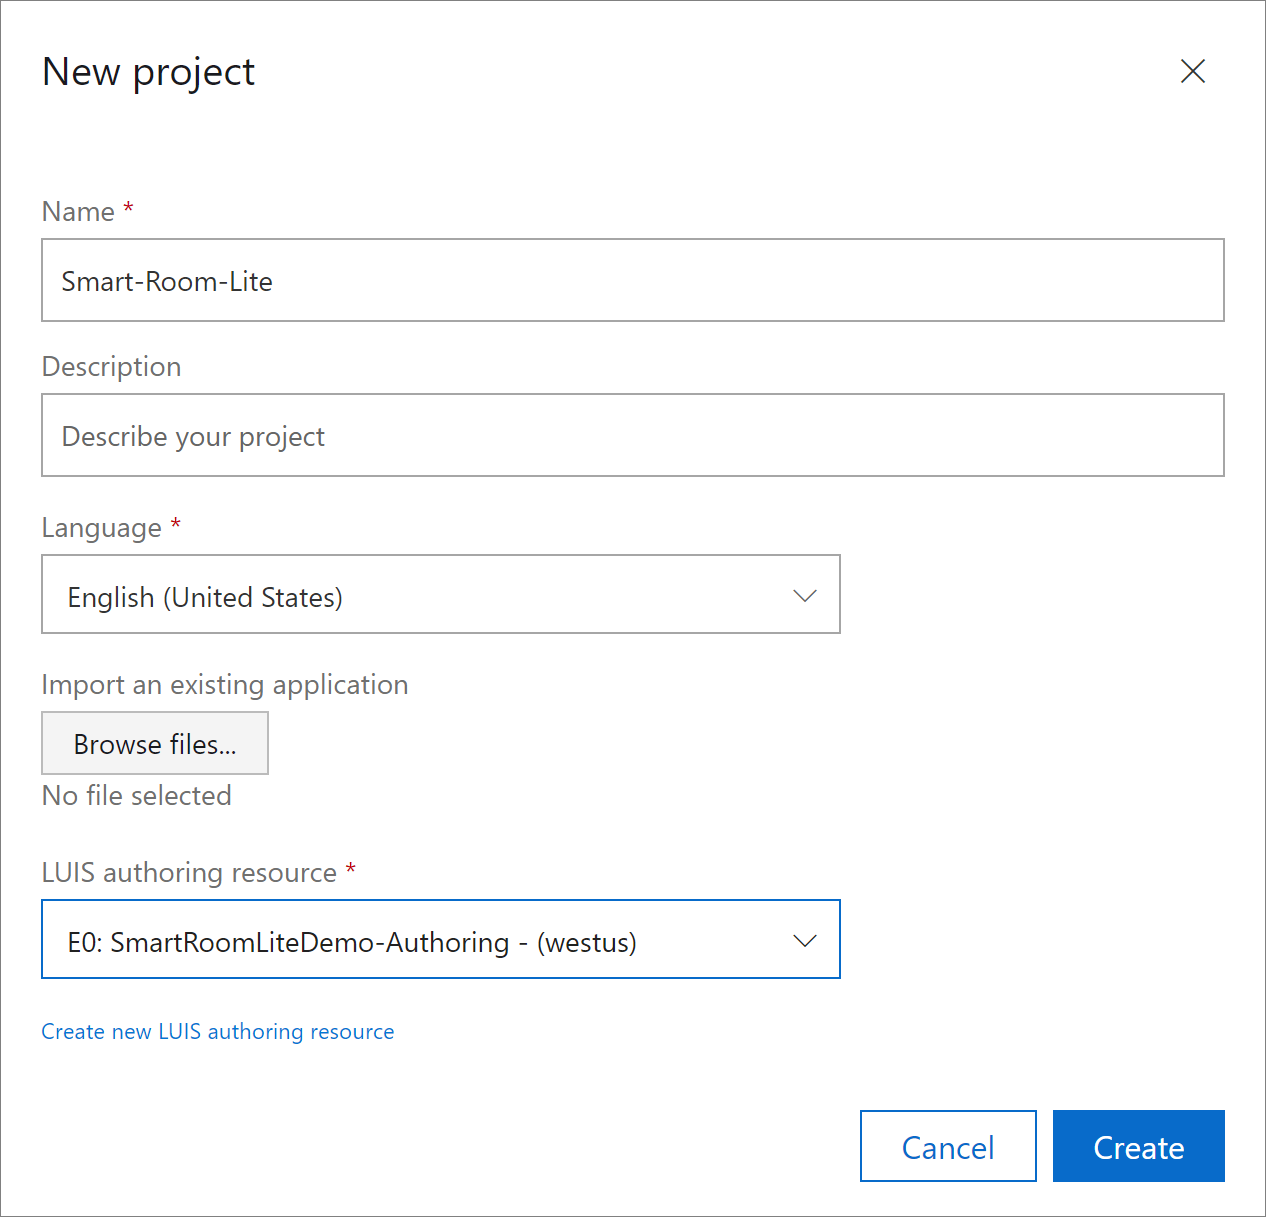 New project
Name *
Smart-Room-Lite
Description
Describe your project
Language *
English (United States)
Import an existing application
Browse files...
No file selected
LUIS authoring resource *
E0: SmartRoomLiteDemo-Authoring - (westus)
Create new LUIS authoring resource
Cancel
Create